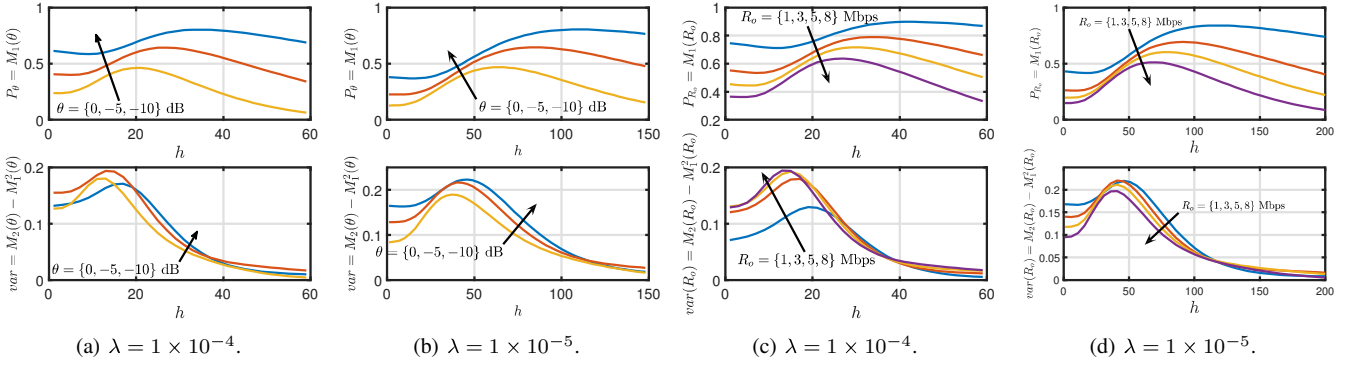 1
0.5
0
0 20 40 60
h
P_θ = M_1(θ)
θ = {0, −5, −10} dB
1
0.5
0
0 50 100 150
h
P_θ = M_1(θ)
θ = {0, −5, −10} dB
1
0.8
0.6
0.4
0.2
0 20 40 60
h
P_{R_o} = M_1(R_o)
R_o = {1, 3, 5, 8} Mbps
1
0.5
0
0 50 100 150 200
h
P_{R_o} = M_1(R_o)
R_o = {1, 3, 5, 8} Mbps
0.2
0.1
0
0 20 40 60
h
var = M_2(θ) − M_1^2(θ)
θ = {0, −5, −10} dB
0.2
0.1
0
0 50 100 150
h
var = M_2(θ) − M_1^2(θ)
θ = {0, −5, −10} dB
0.2
0.1
0
0 20 40 60
h
var(R_o) = M_2(R_o) − M_1^2(R_o)
R_o = {1, 3, 5, 8} Mbps
0.2
0.15
0.1
0.05
0
0 50 100 150 200
h
var(R_o) = M_2(R_o) − M_1^2(R_o)
R_o = {1, 3, 5, 8} Mbps
(a) λ = 1 × 10^{−4}.
(b) λ = 1 × 10^{−5}.
(c) λ = 1 × 10^{−4}.
(d) λ = 1 × 10^{−5}.